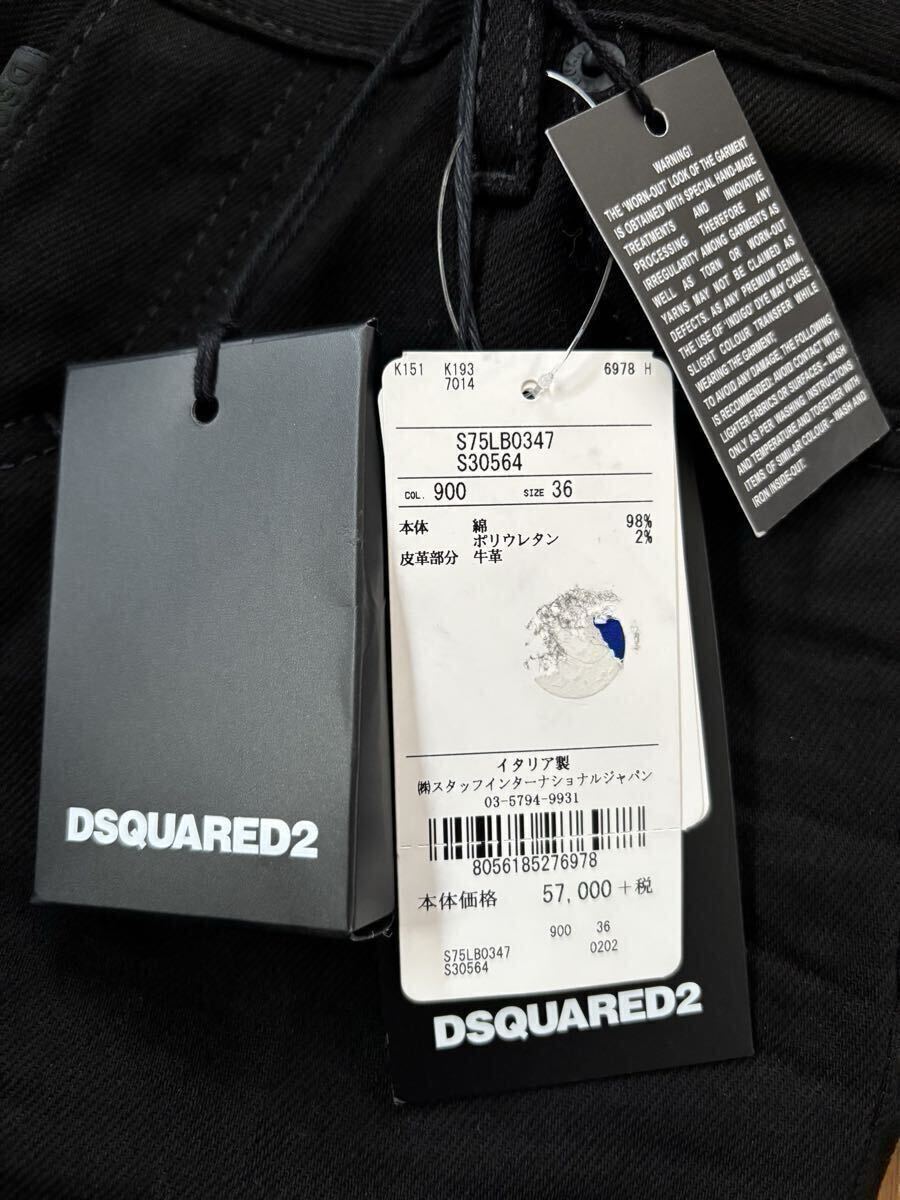 WARNING!
THE 'WORN-OUT' LOOK OF THE GARMENT
IS OBTAINED WITH SPECIAL HAND-MADE
TREATMENTS AND INNOVATIVE
PROCESSING THEREFORE ANY
IRREGULARITY AMONG GARMENTS AS
WELL AS TORN OR WORN-OUT
YARNS MAY NOT BE CLAIMED AS
DEFECTS. AS ANY PREMIUM DENIM,
THE USE OF 'INDIGO' DYE MAY CAUSE
SLIGHT COLOUR TRANSFER WHILE
WEARING THE GARMENT;
TO AVOID ANY DAMAGE, THE FOLLOWING
IS RECOMMENDED: AVOID CONTACT WITH
LIGHTER FABRICS OR SURFACES - WASH
ONLY AS PER WASHING INSTRUCTIONS
AND TEMPERATURE AND TOGETHER WITH
ITEMS OF SIMILAR COLOUR - WASH AND
IRON INSIDE-OUT.
DSQUARED2
K151 K193 6978 H
7014
S75LB0347
S30564
COL. 900 SIZE 36
本体 綿 98%
ポリウレタン 2%
皮革部分 牛革
イタリア製
㈱スタッフインターナショナルジャパン
03-5794-9931
8056185276978
本体価格 57,000+税
900 36
S75LB0347 0202
S30564
DSQUARED2